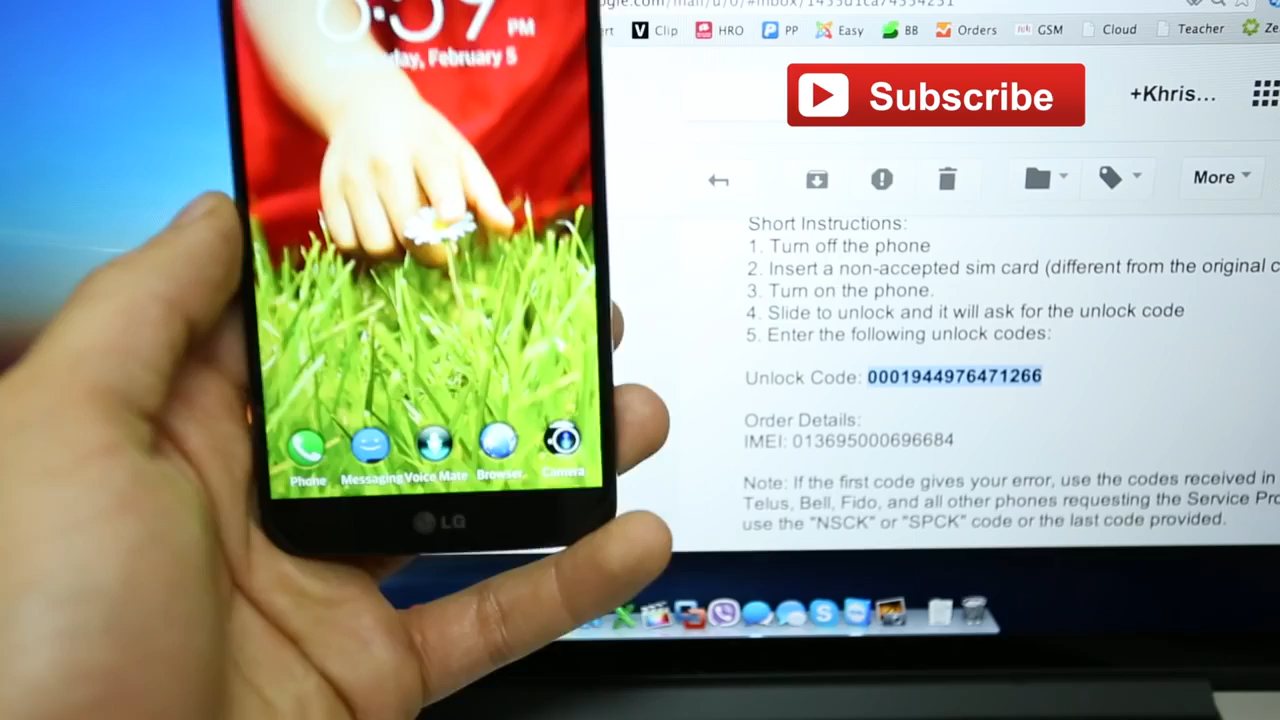 6:59 PM
day, February 5
Phone
Messaging
Voice Mate
Browser
Camera
LG
Clip
HRO
PP
Easy
BB
Orders
GSM
Cloud
Teacher
Subscribe
+Khris...
More
Short Instructions:
1. Turn off the phone
2. Insert a non-accepted sim card (different from the original c
3. Turn on the phone.
4. Slide to unlock and it will ask for the unlock code
5. Enter the following unlock codes:
Unlock Code: 0001944976471266
Order Details:
IMEI: 013695000696684
Note: If the first code gives your error, use the codes received in
Telus, Bell, Fido, and all other phones requesting the Service Pro
use the "NSCK" or "SPCK" code or the last code provided.